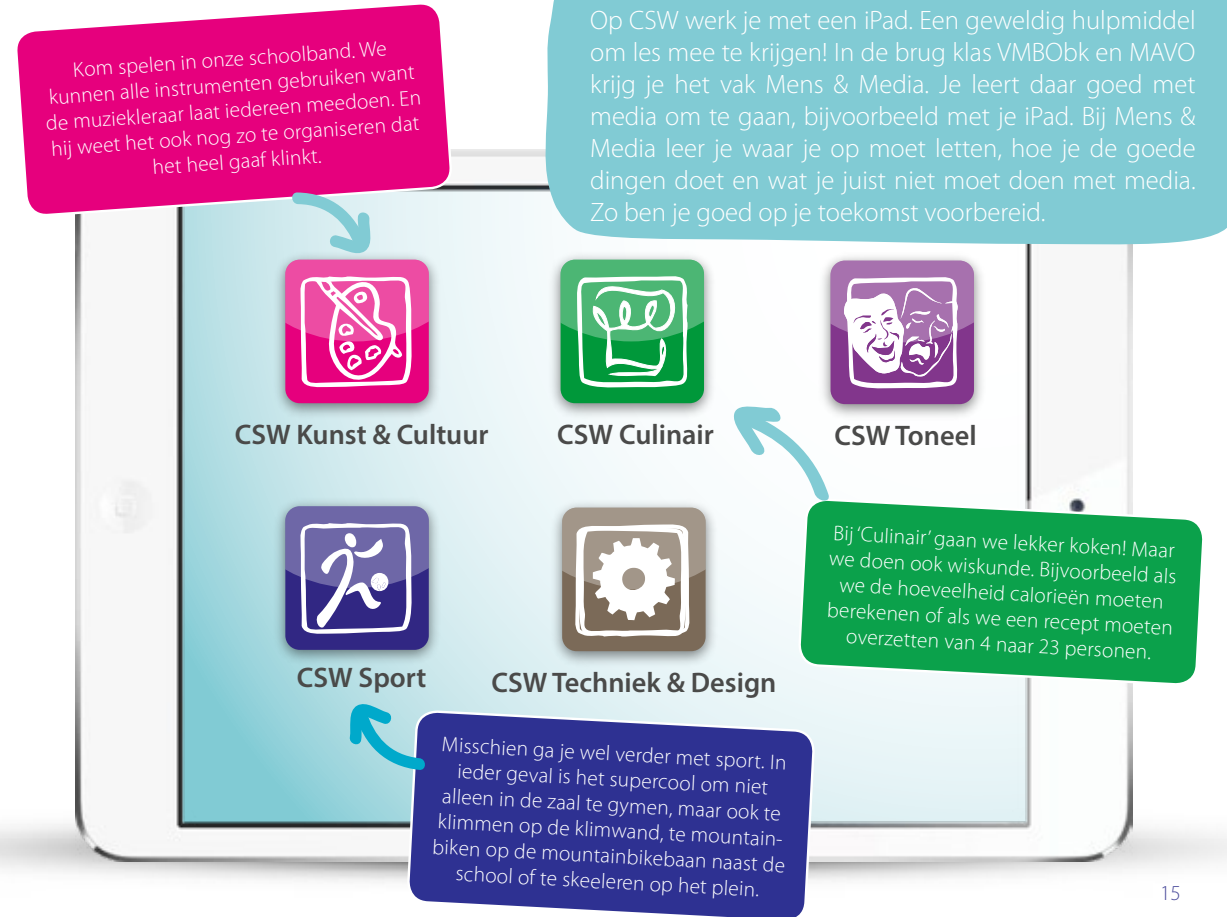 Kom spelen in onze schoolband. We
kunnen alle instrumenten gebruiken want
de muziekleraar laat iedereen meedoen. En
hij weet het ook nog zo te organiseren dat
het heel gaaf klinkt.
Op CSW werk je met een iPad. Een geweldig hulpmiddel
om les mee te krijgen! In de brug klas VMBObk en MAVO
krijg je het vak Mens & Media. Je leert daar goed met
media om te gaan, bijvoorbeeld met je iPad. Bij Mens &
Media leer je waar je op moet letten, hoe je de goede
dingen doet en wat je juist niet moet doen met media.
Zo ben je goed op je toekomst voorbereid.
CSW Kunst & Cultuur
CSW Culinair
CSW Toneel
CSW Sport
CSW Techniek & Design
Bij ‘Culinair’ gaan we lekker koken! Maar
we doen ook wiskunde. Bijvoorbeeld als
we de hoeveelheid calorieën moeten
berekenen of als we een recept moeten
overzetten van 4 naar 23 personen.
Misschien ga je wel verder met sport. In
ieder geval is het supercool om niet
alleen in de zaal te gymen, maar ook te
klimmen op de klimwand, te mountain-
biken op de mountainbikebaan naast de
school of te skeeleren op het plein.
15